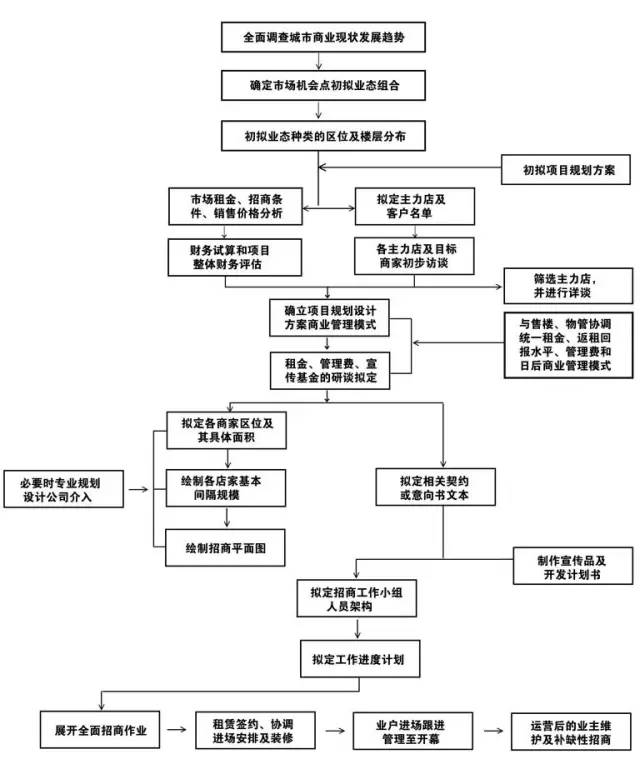 全面调查城市商业现状发展趋势
确定市场机会点初拟业态组合
初拟业态种类的区位及楼层分布
初拟项目规划方案
市场租金、招商条
件、销售价格分析
拟定主力店及
客户名单
财务试算和项目
整体财务评估
各主力店及目标
商家初步访谈
筛选主力店，
并进行详谈
确立项目规划设计
方案商业管理模式
与售楼、物管协调
统一租金、返租回
报水平、管理费和
日后商业管理模式
租金、管理费、宣
传基金的研谈拟定
拟定各商家区位及
其具体面积
必要时专业规划
设计公司介入
绘制各店家基本
间隔规模
拟定相关契约
或意向书文本
绘制招商平面图
制作宣传品及
开发计划书
拟定招商工作小组
人员架构
拟定工作进度计划
展开全面招商作业
租赁签约、协调
进场安排及装修
业户进场跟进
管理至开幕
运营后的业主维
护及补缺性招商